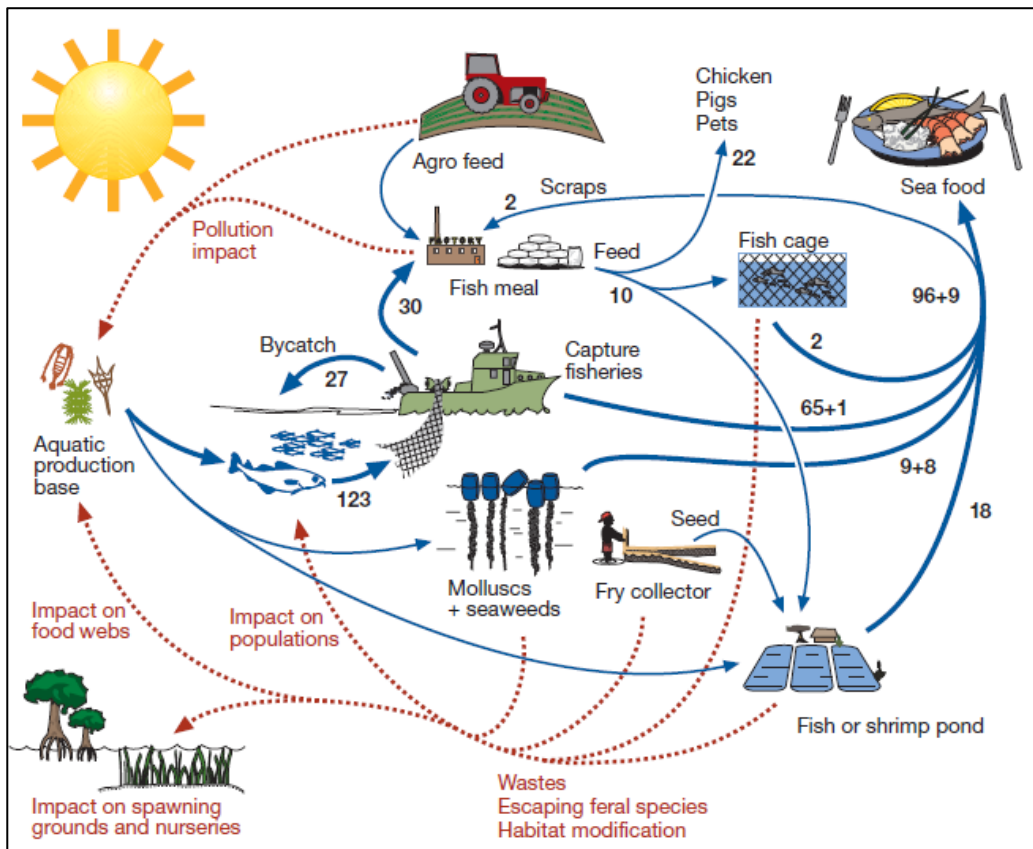 Chicken
Pigs
Pets
22
Agro feed
Sea food
Scraps
2
Pollution
impact
FACTORY
Feed
Fish cage
Fish meal
10
96+9
30
2
Bycatch
Capture
fisheries
27
65+1
Aquatic
production
base
9+8
123
18
Seed
Molluscs
+ seaweeds
Fry collector
Impact on
food webs
Impact on
populations
Fish or shrimp pond
Wastes
Escaping feral species
Habitat modification
Impact on spawning
grounds and nurseries